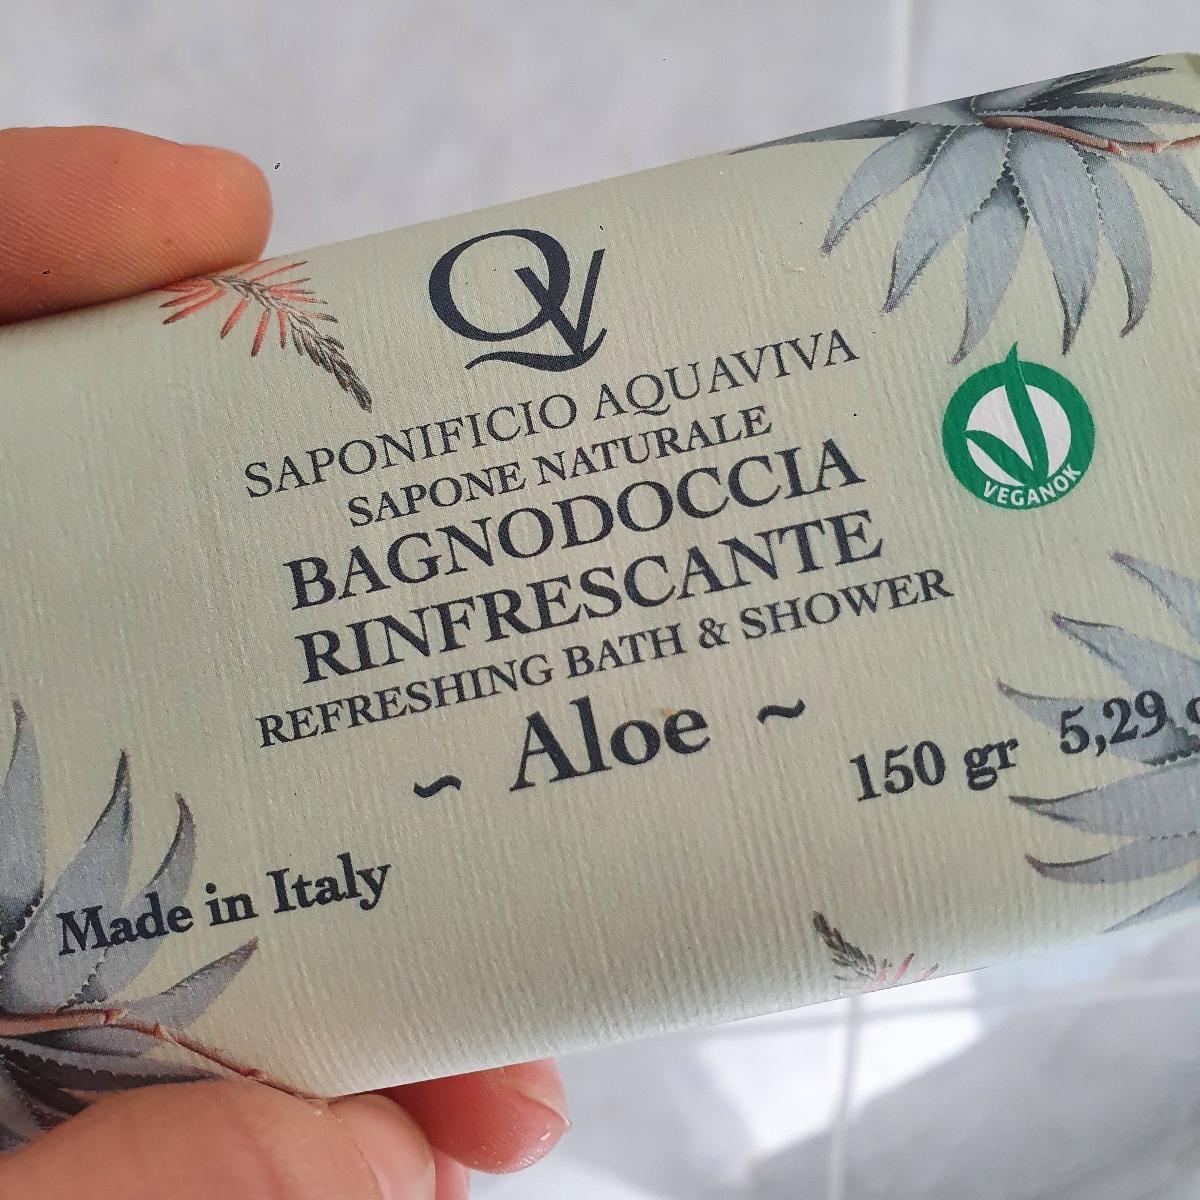 QV
SAPONIFICIO AQUAVIVA
SAPONE NATURALE
BAGNODOCCIA
RINFRESCANTE
REFRESHING BATH & SHOWER
~ Aloe ~
150 gr 5,29
Made in Italy
VEGANOK